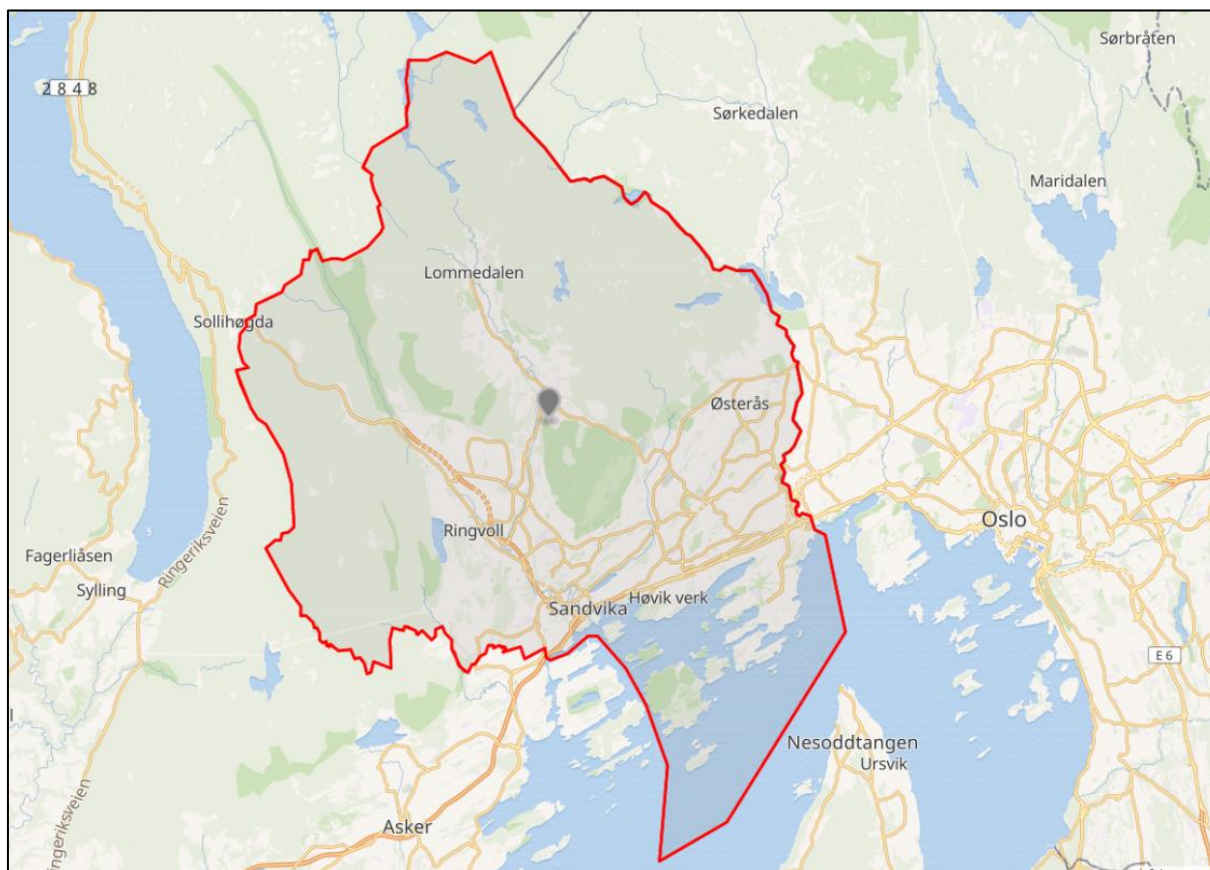 Sørbråten
2848
Sørkedalen
Maridalen
Lommedalen
Sollihøgda
Østerås
Oslo
Ringvoll
Ringeriksveien
Fagerliåsen
5
Sylling
Sandvika
Høvik verk
E 6
Nesoddtangen
Ursvik
Asker